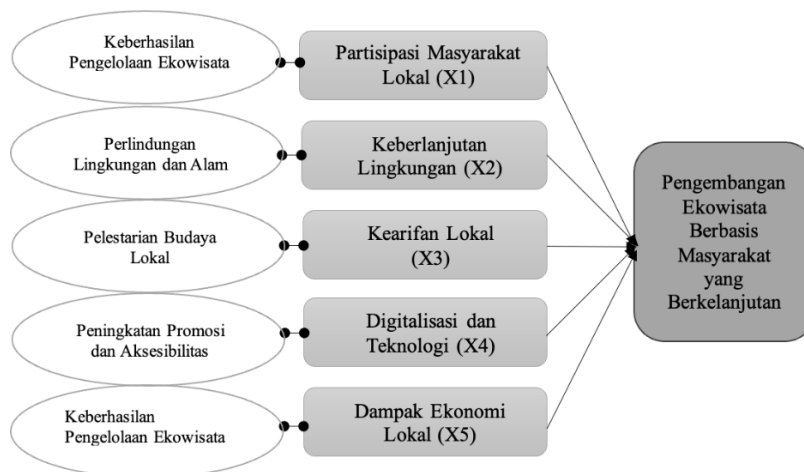 Keberhasilan
Pengelolaan Ekowisata
Partisipasi Masyarakat
Lokal (X1)
Perlindungan
Lingkungan dan Alam
Keberlanjutan
Lingkungan (X2)
Pelestarian Budaya
Lokal
Kearifan Lokal
(X3)
Peningkatan Promosi
dan Aksesibilitas
Digitalisasi dan
Teknologi (X4)
Keberhasilan
Pengelolaan Ekowisata
Dampak Ekonomi
Lokal (X5)
Pengembangan
Ekowisata
Berbasis
Masyarakat
yang
Berkelanjutan